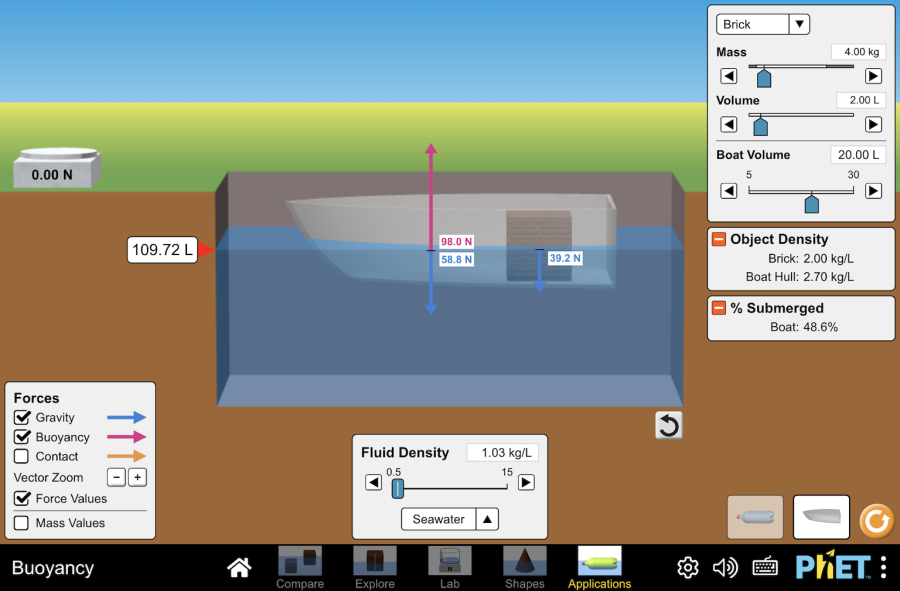 Brick
Mass
4.00 kg
Volume
2.00 L
Boat Volume
20.00 L
5
30
Object Density
Brick: 2.00 kg/L
Boat Hull: 2.70 kg/L
% Submerged
Boat: 48.6%
0.00 N
109.72 L
98.0 N
58.8 N
39.2 N
Forces
Gravity
Buoyancy
Contact
Vector Zoom
Force Values
Mass Values
Fluid Density
1.03 kg/L
0.5
15
Seawater
N
Buoyancy
Compare
Explore
Lab
Shapes
Applications
PhET